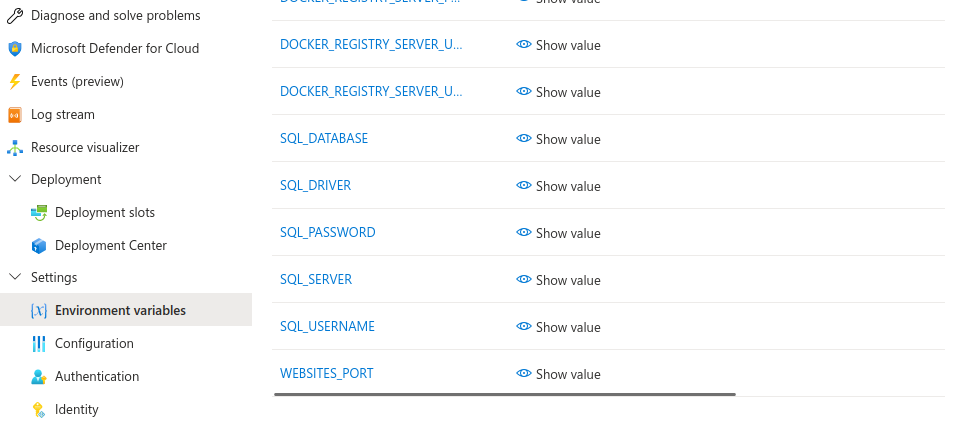 Diagnose and solve problems
Microsoft Defender for Cloud
Events (preview)
Log stream
Resource visualizer
Deployment
Deployment slots
Deployment Center
Settings
Environment variables
Configuration
Authentication
Identity
DOCKER_REGISTRY_SERVER_P... Show value
DOCKER_REGISTRY_SERVER_U... Show value
DOCKER_REGISTRY_SERVER_U... Show value
SQL_DATABASE Show value
SQL_DRIVER Show value
SQL_PASSWORD Show value
SQL_SERVER Show value
SQL_USERNAME Show value
WEBSITES_PORT Show value